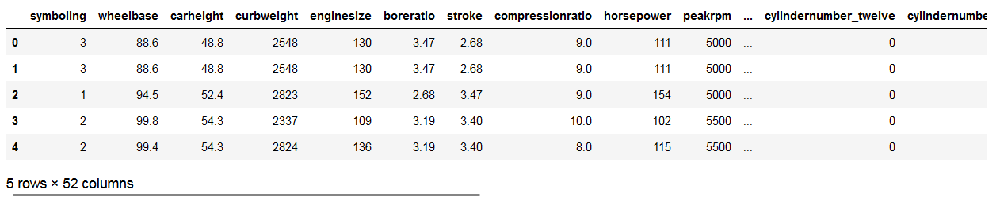 symboling wheelbase carheight curbweight enginesize boreratio stroke compressionratio horsepower peakrpm ... cylindernumber_twelve cylindernumbe
0 3 88.6 48.8 2548 130 3.47 2.68 9.0 111 5000 ... 0
1 3 88.6 48.8 2548 130 3.47 2.68 9.0 111 5000 ... 0
2 1 94.5 52.4 2823 152 2.68 3.47 9.0 154 5000 ... 0
3 2 99.8 54.3 2337 109 3.19 3.40 10.0 102 5500 ... 0
4 2 99.4 54.3 2824 136 3.19 3.40 8.0 115 5500 ... 0
5 rows × 52 columns